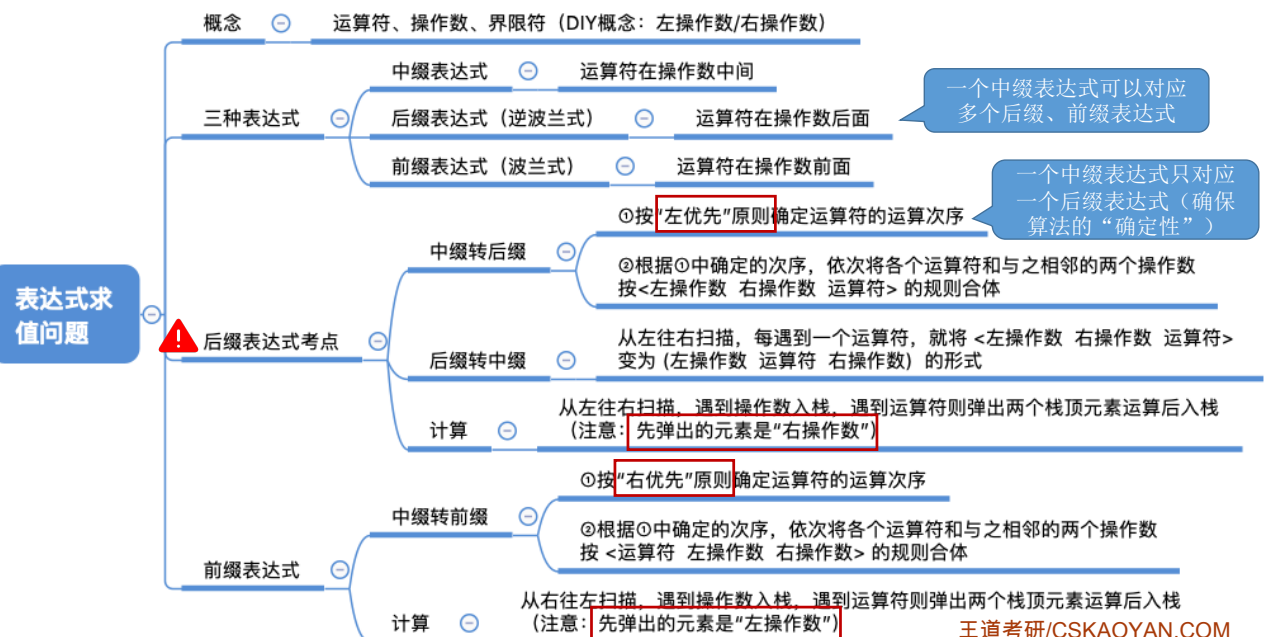 概念
运算符、操作数、界限符（DIY概念：左操作数/右操作数）
三种表达式
中缀表达式
运算符在操作数中间
后缀表达式（逆波兰式）
运算符在操作数后面
前缀表达式（波兰式）
运算符在操作数前面
一个中缀表达式可以对应
多个后缀、前缀表达式
一个中缀表达式只对应
一个后缀表达式（确保
算法的“确定性”）
表达式求
值问题
后缀表达式考点
中缀转后缀
①按“左优先”原则确定运算符的运算次序
②根据①中确定的次序，依次将各个运算符和与之相邻的两个操作数
按<左操作数 右操作数 运算符> 的规则合体
后缀转中缀
从左往右扫描，每遇到一个运算符，就将 <左操作数 右操作数 运算符>
变为 (左操作数 运算符 右操作数）的形式
计算
从左往右扫描，遇到操作数入栈，遇到运算符则弹出两个栈顶元素运算后入栈
（注意：先弹出的元素是“右操作数”）
前缀表达式
中缀转前缀
①按“右优先”原则确定运算符的运算次序
②根据①中确定的次序，依次将各个运算符和与之相邻的两个操作数
按 <运算符 左操作数 右操作数> 的规则合体
计算
从右往左扫描，遇到操作数入栈，遇到运算符则弹出两个栈顶元素运算后入栈
（注意：先弹出的元素是“左操作数”）
王道考研/CSKAOYAN.COM